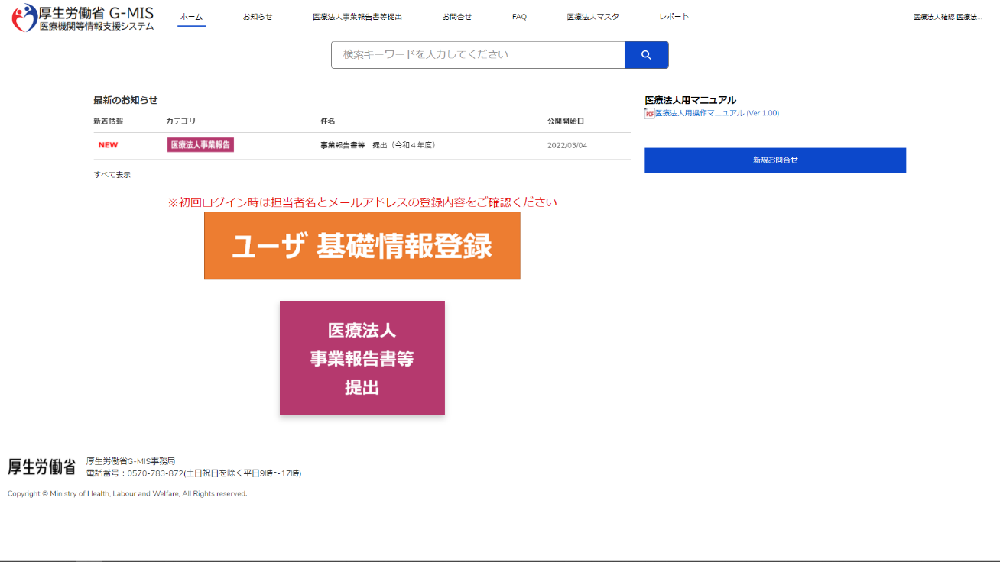 厚生労働省 G-MIS
医療機関等情報支援システム
ホーム
お知らせ
医療法人事業報告書等提出
お問合せ
FAQ
医療法人マスタ
レポート
医療法人確認 医療法...
検索キーワードを入力してください
最新のお知らせ
新着情報 カテゴリ 件名 公開開始日
NEW 医療法人事業報告 事業報告書等 提出（令和４年度） 2022/03/04
すべて表示
医療法人用マニュアル
PDF 医療法人用操作マニュアル (Ver 1.00)
新規お問合せ
※初回ログイン時は担当者名とメールアドレスの登録内容をご確認ください
ユーザ 基礎情報登録
医療法人
事業報告書等
提出
厚生労働省
厚生労働省G-MIS事務局
電話番号：0570-783-872(土日祝日を除く平日9時～17時)
Copyright © Ministry of Health, Labour and Welfare, All Rights reserved.